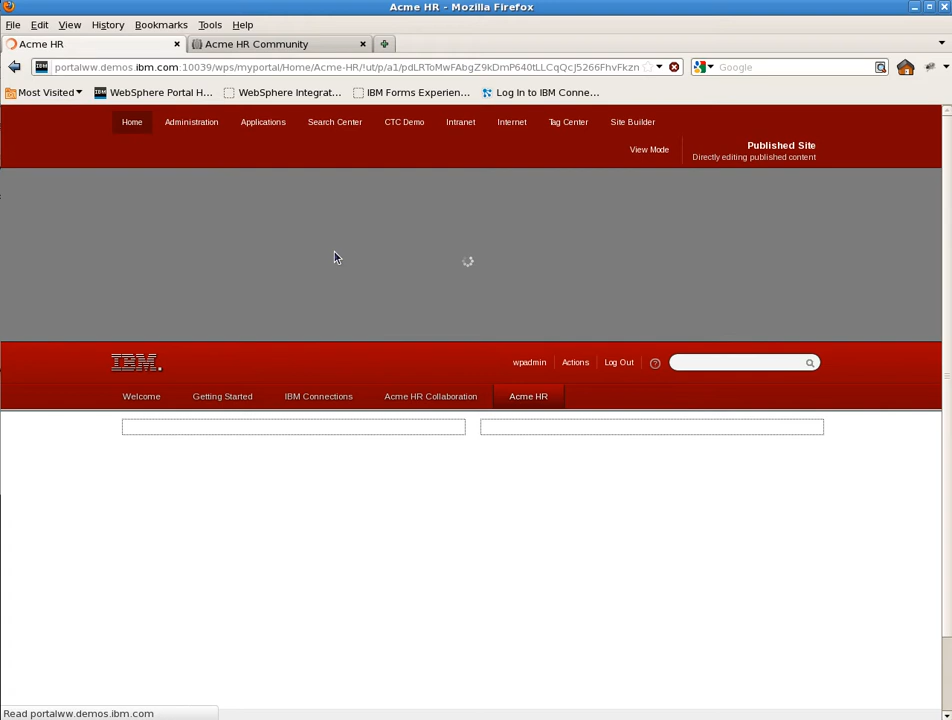 Acme HR - Mozilla Firefox
File Edit View History Bookmarks Tools Help
Acme HR Acme HR Community
portalww.demos.ibm.com:10039/wps/myportal/Home/Acme-HR/!ut/p/a1/pdLRToMwFAbgZ9kDmP640tLLCqQcJ5266FhvFkzn Google
Most Visited WebSphere Portal H... WebSphere Integrat... IBM Forms Experien... Log In to IBM Conne...
Home Administration Applications Search Center CTC Demo Intranet Internet Tag Center Site Builder
View Mode Published Site
Directly editing published content
IBM. wpadmin Actions Log Out ?
Welcome Getting Started IBM Connections Acme HR Collaboration Acme HR
Read portalww.demos.ibm.com